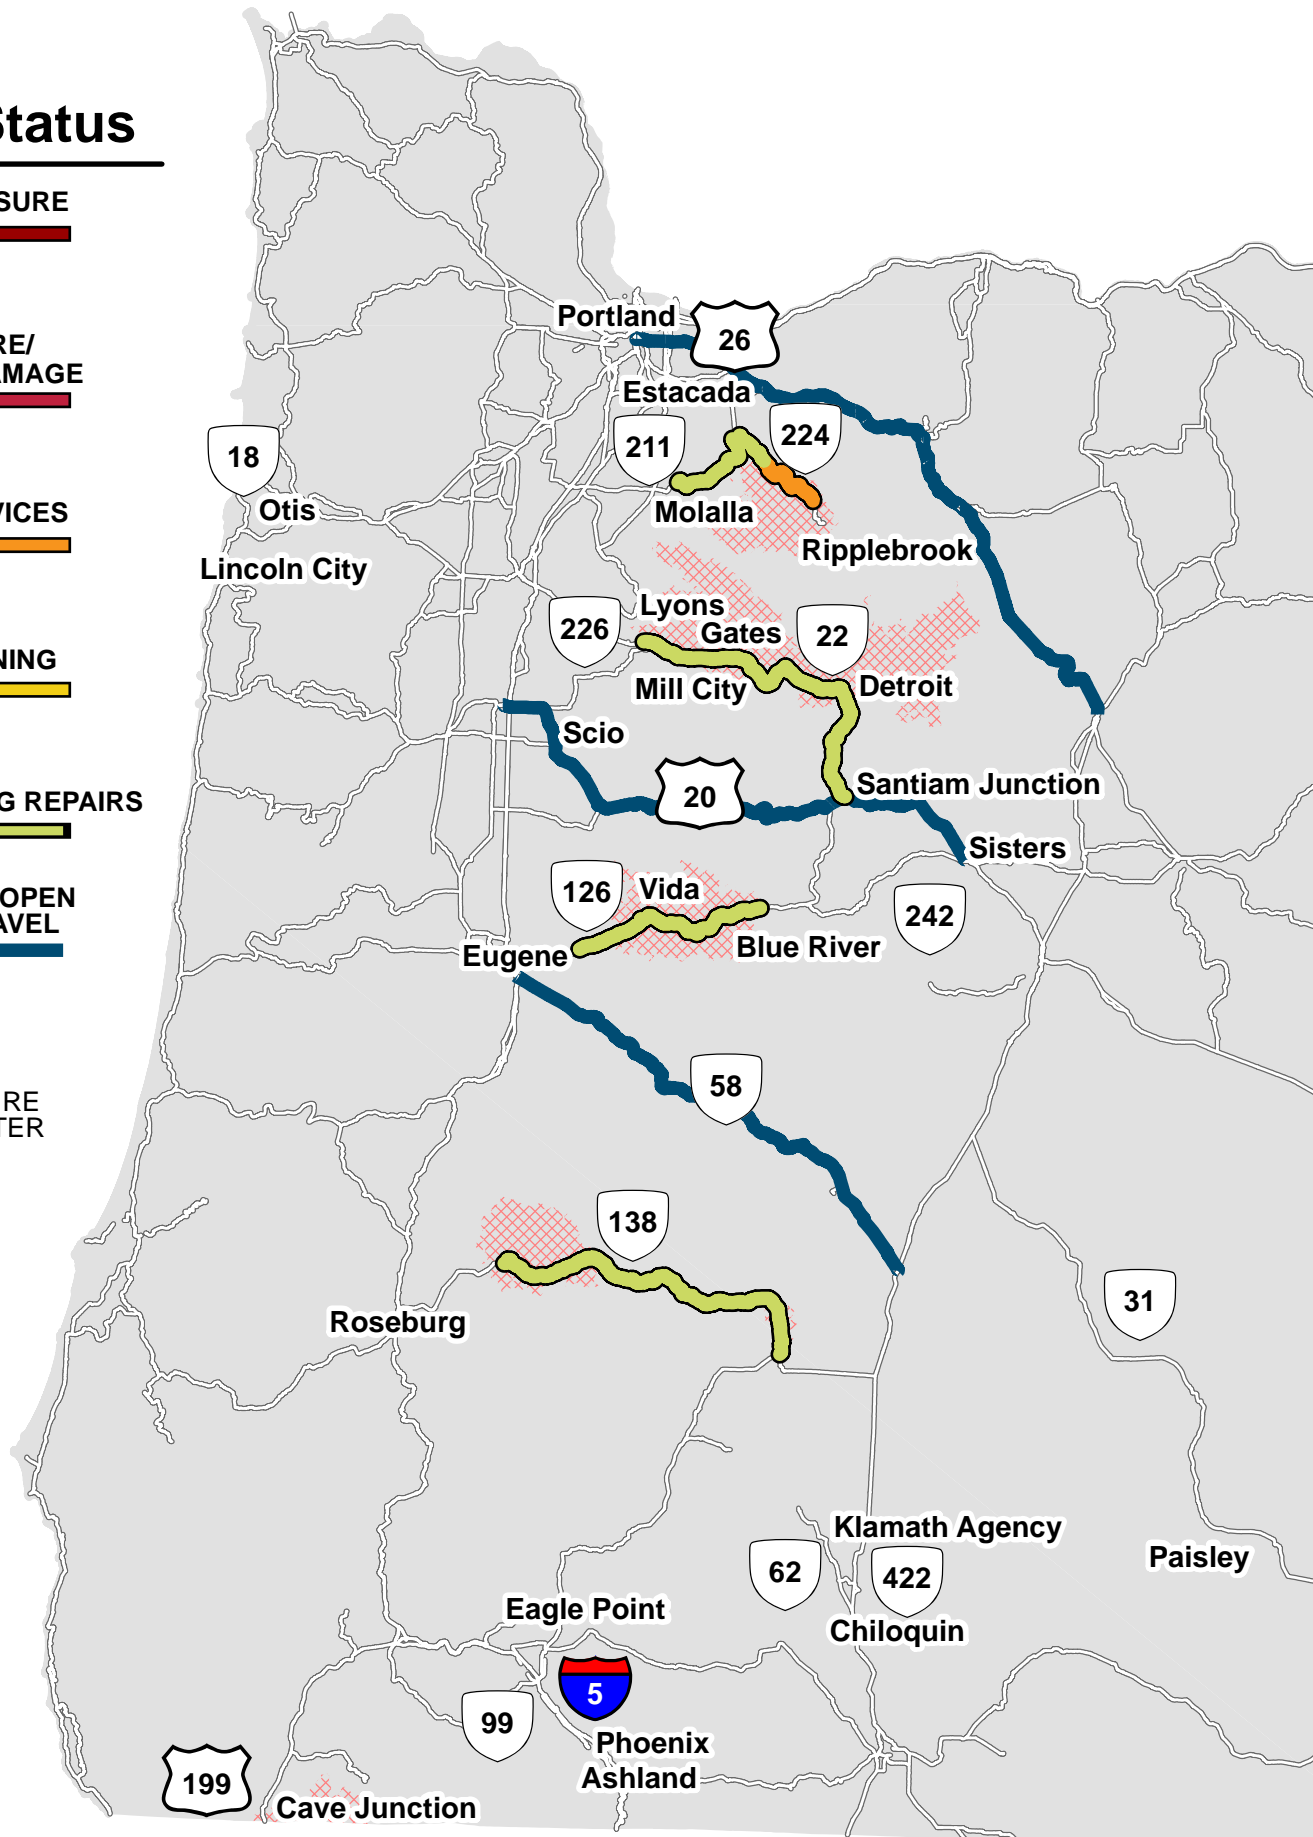 Status
SURE
RE/
AMAGE
VICES
NING
G REPAIRS
OPEN
AVEL
RE
TER
Portland
26
Estacada
211
224
18
Molalla
Otis
Ripplebrook
Lincoln City
Lyons
226
Gates
22
Mill City
Detroit
Scio
20
Santiam Junction
Sisters
126
Vida
242
Blue River
Eugene
58
138
31
Roseburg
Klamath Agency
Paisley
62
422
Eagle Point
Chiloquin
5
99
Phoenix
Ashland
199
Cave Junction